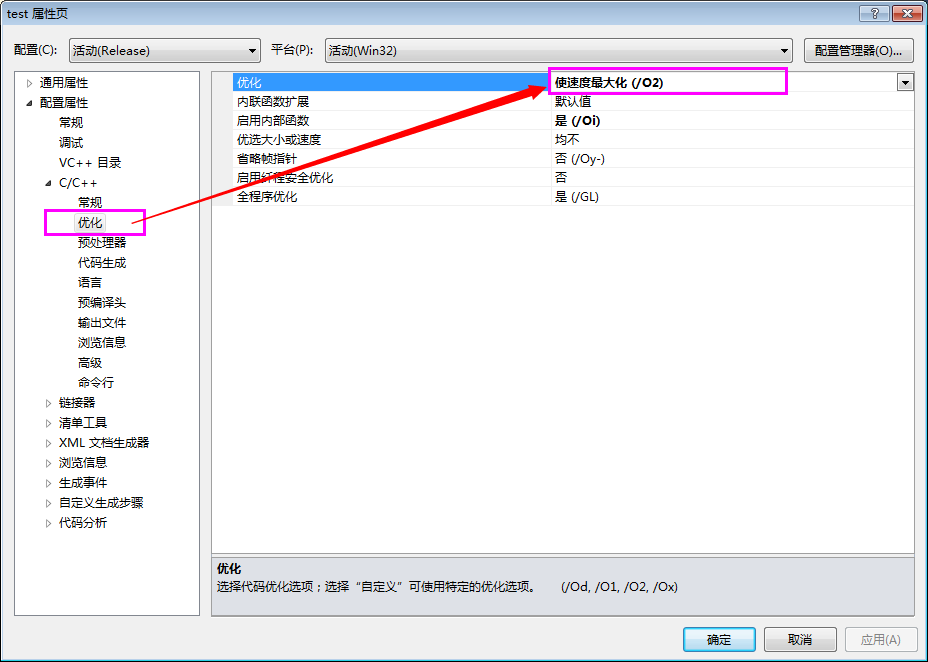 test 属性页
配置(C): 活动(Release) 平台(P): 活动(Win32) 配置管理器(O)...
通用属性
配置属性
常规
调试
VC++ 目录
C/C++
常规
优化
预处理器
代码生成
语言
预编译头
输出文件
浏览信息
高级
命令行
链接器
清单工具
XML 文档生成器
浏览信息
生成事件
自定义生成步骤
代码分析
优化 使速度最大化 (/O2)
内联函数扩展 默认值
启用内部函数 是 (/Oi)
优选大小或速度 均不
省略帧指针 否 (/Oy-)
启用纤程安全优化 否
全程序优化 是 (/GL)
优化
选择代码优化选项；选择“自定义”可使用特定的优化选项。 (/Od, /O1, /O2, /Ox)
确定 取消 应用(A)